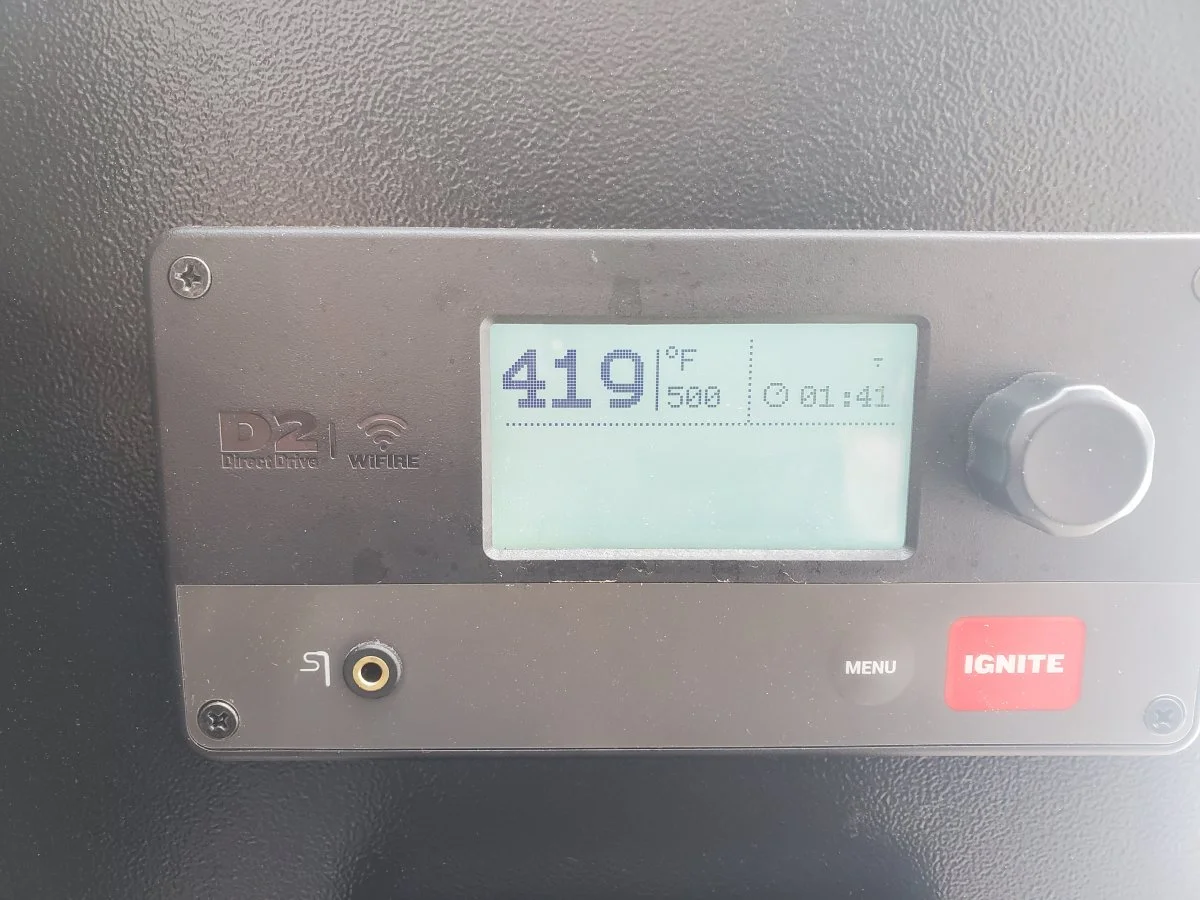 419
°F
500
01:41
D2
Direct Drive
WiFIRE
MENU
IGNITE